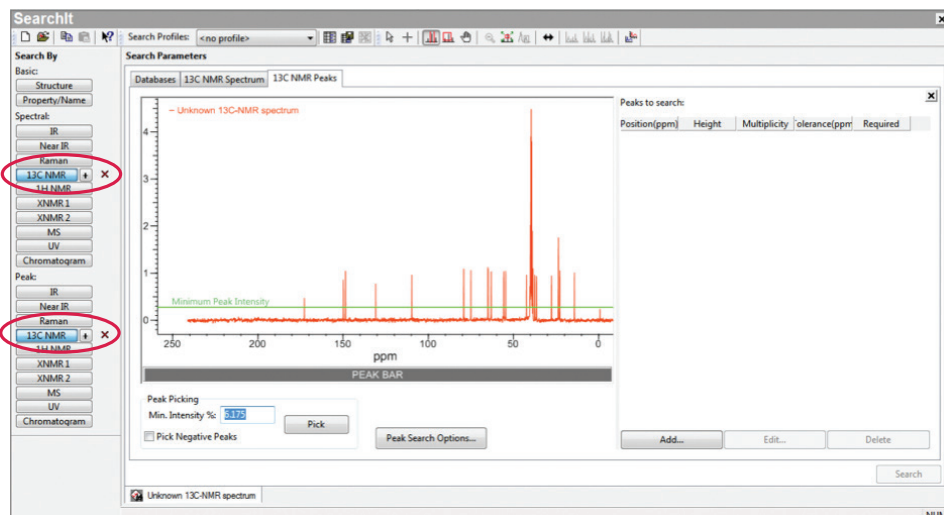 SearchIt
Search Profiles: <no profile>
Search By
Basic:
Structure
Property/Name
Spectral:
IR
Near IR
Raman
13C NMR +
1H NMR
XNMR 1
XNMR 2
MS
UV
Chromatogram
Peak:
IR
Near IR
Raman
13C NMR +
1H NMR
XNMR 1
XNMR 2
MS
UV
Chromatogram
Search Parameters
Databases 13C NMR Spectrum 13C NMR Peaks
Unknown 13C-NMR spectrum
4
3
2
1
0
Minimum Peak Intensity
250 200 150 100 50 0
ppm
PEAK BAR
Peak Picking
Min. Intensity %: 6.175
Pick
Pick Negative Peaks
Peak Search Options...
Peaks to search:
Position(ppm) Height Multiplicity olerance(ppm Required
Add... Edit... Delete
Search
Unknown 13C-NMR spectrum
NUM